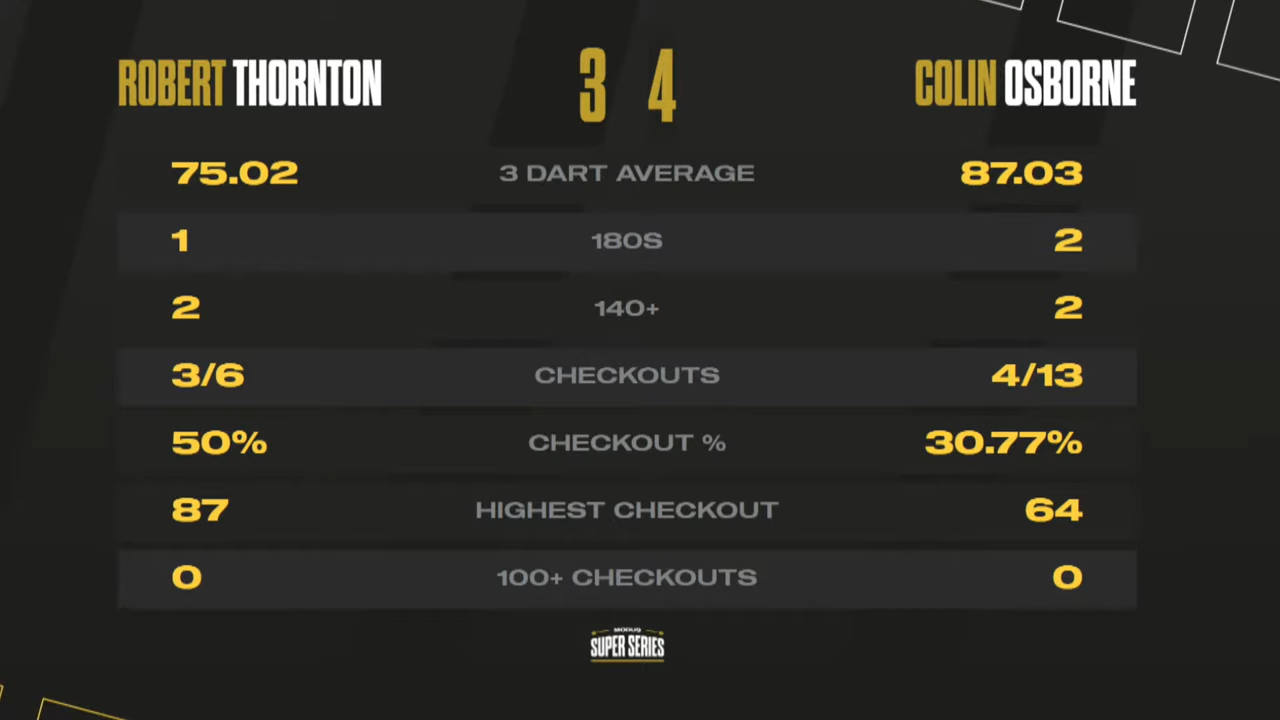 ROBERT THORNTON 3 4 COLIN OSBORNE
75.02 3 DART AVERAGE 87.03
1 180S 2
2 140+ 2
3/6 CHECKOUTS 4/13
50% CHECKOUT % 30.77%
87 HIGHEST CHECKOUT 64
0 100+ CHECKOUTS 0
MODUS
SUPER SERIES